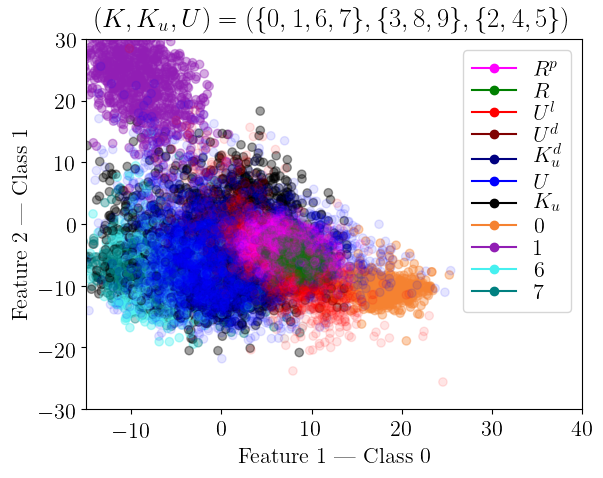 (K, K_u, U) = ({0, 1, 6, 7}, {3, 8, 9}, {2, 4, 5})
30
20
10
0
−10
−20
−30
Feature 2 — Class 1
R^p
R
U^l
U^d
K_u^d
U
K_u
0
1
6
7
−10
0
10
20
30
40
Feature 1 — Class 0